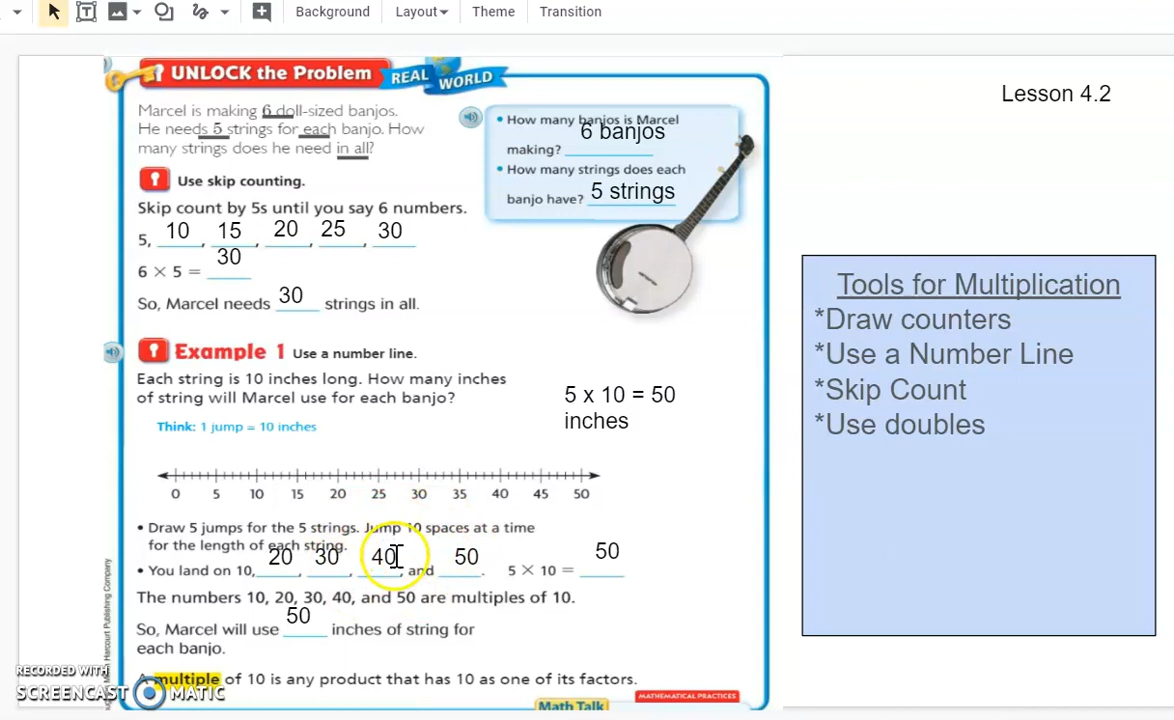 Background Layout Theme Transition
UNLOCK the Problem REAL WORLD
Lesson 4.2
Marcel is making 6 doll-sized banjos.
He needs 5 strings for each banjo. How
many strings does he need in all?
• How many banjos is Marcel
making? 6 banjos
• How many strings does each
banjo have? 5 strings
Use skip counting.
Skip count by 5s until you say 6 numbers.
5, 10, 15, 20, 25, 30
6 × 5 = 30
So, Marcel needs 30 strings in all.
Example 1 Use a number line.
Each string is 10 inches long. How many inches
of string will Marcel use for each banjo?
Think: 1 jump = 10 inches
5 x 10 = 50
inches
0 5 10 15 20 25 30 35 40 45 50
• Draw 5 jumps for the 5 strings. Jump 10 spaces at a time
for the length of each string.
• You land on 10, 20, 30, 40, and 50. 5 × 10 = 50
The numbers 10, 20, 30, 40, and 50 are multiples of 10.
So, Marcel will use 50 inches of string for
each banjo.
A multiple of 10 is any product that has 10 as one of its factors.
Math Talk
MATHEMATICAL PRACTICES
Tools for Multiplication
*Draw counters
*Use a Number Line
*Skip Count
*Use doubles
Harcourt Publishing Company
RECORDED WITH
SCREENCAST MATIC